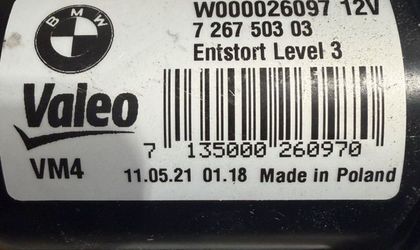 BMW
W000026097 12V
7 267 503 03
Entstort Level 3
Valeo
7 135000 260970
VM4
11.05.21 01.18 Made in Poland